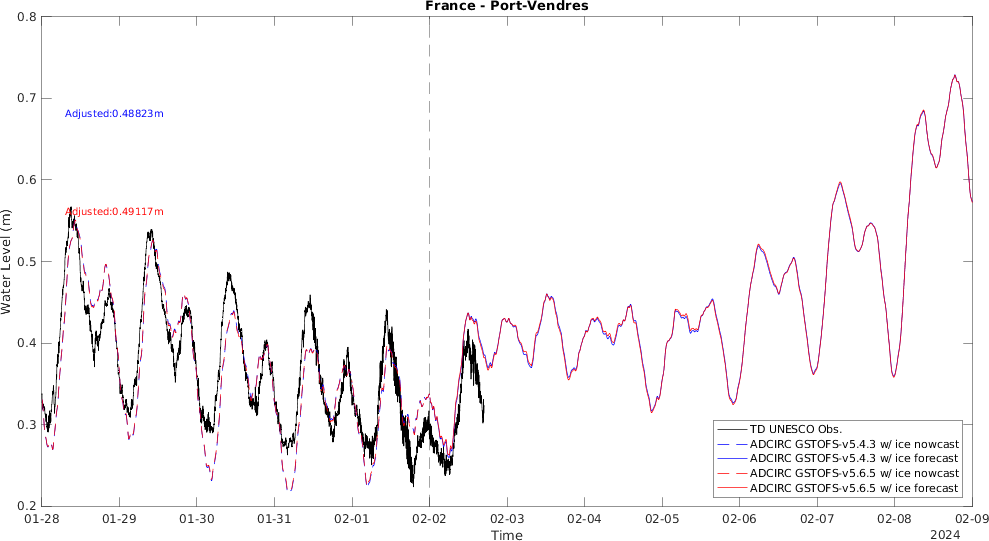 France - Port-Vendres
Water Level (m)
0.8
0.7
0.6
0.5
0.4
0.3
0.2
Adjusted:0.48823m
Adjusted:0.49117m
TD UNESCO Obs.
ADCIRC GSTOFS-v5.4.3 w/ ice nowcast
ADCIRC GSTOFS-v5.4.3 w/ ice forecast
ADCIRC GSTOFS-v5.6.5 w/ ice nowcast
ADCIRC GSTOFS-v5.6.5 w/ ice forecast
01-28 01-29 01-30 01-31 02-01 02-02 02-03 02-04 02-05 02-06 02-07 02-08 02-09
Time
2024